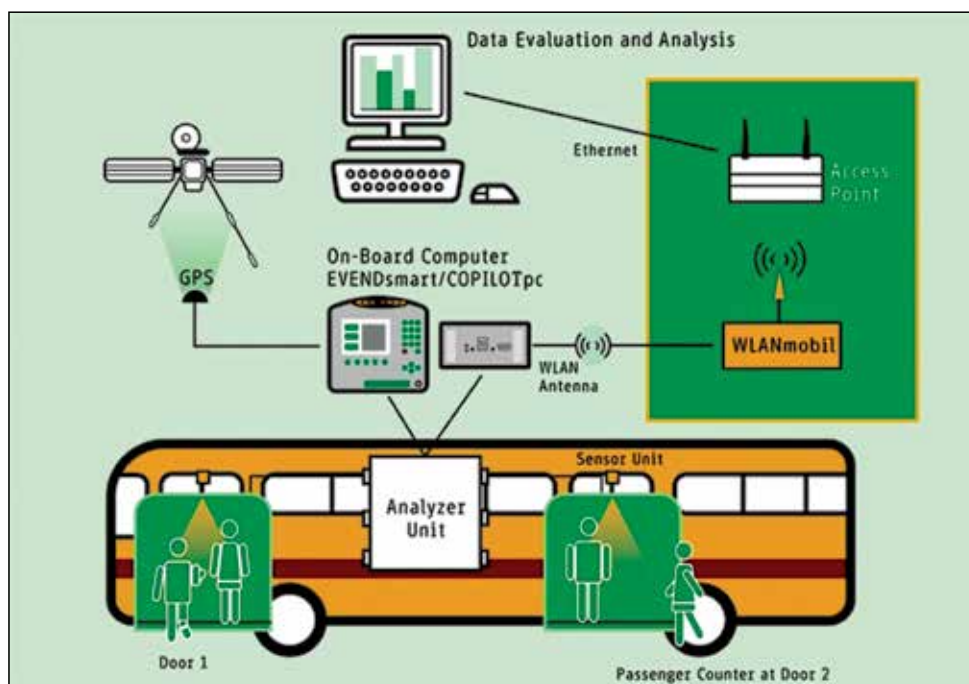 Data Evaluation and Analysis
Ethernet
Access
Point
GPS
On-Board Computer
EVENDsmart/COPILOTpc
WLANmobil
WLAN
Antenna
Sensor Unit
Analyzer
Unit
Door 1
Passenger Counter at Door 2